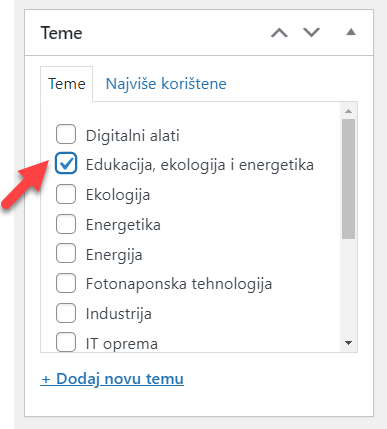 Teme
Teme
Najviše korištene
Digitalni alati
Edukacija, ekologija i energetika
Ekologija
Energetika
Energija
Fotonaponska tehnologija
Industrija
IT oprema
+ Dodaj novu temu